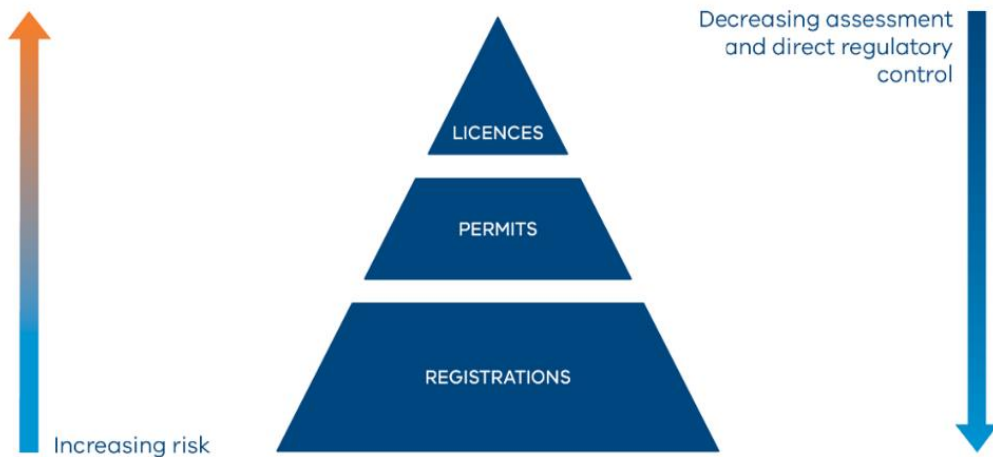 Decreasing assessment
and direct regulatory
control
LICENCES
PERMITS
REGISTRATIONS
Increasing risk